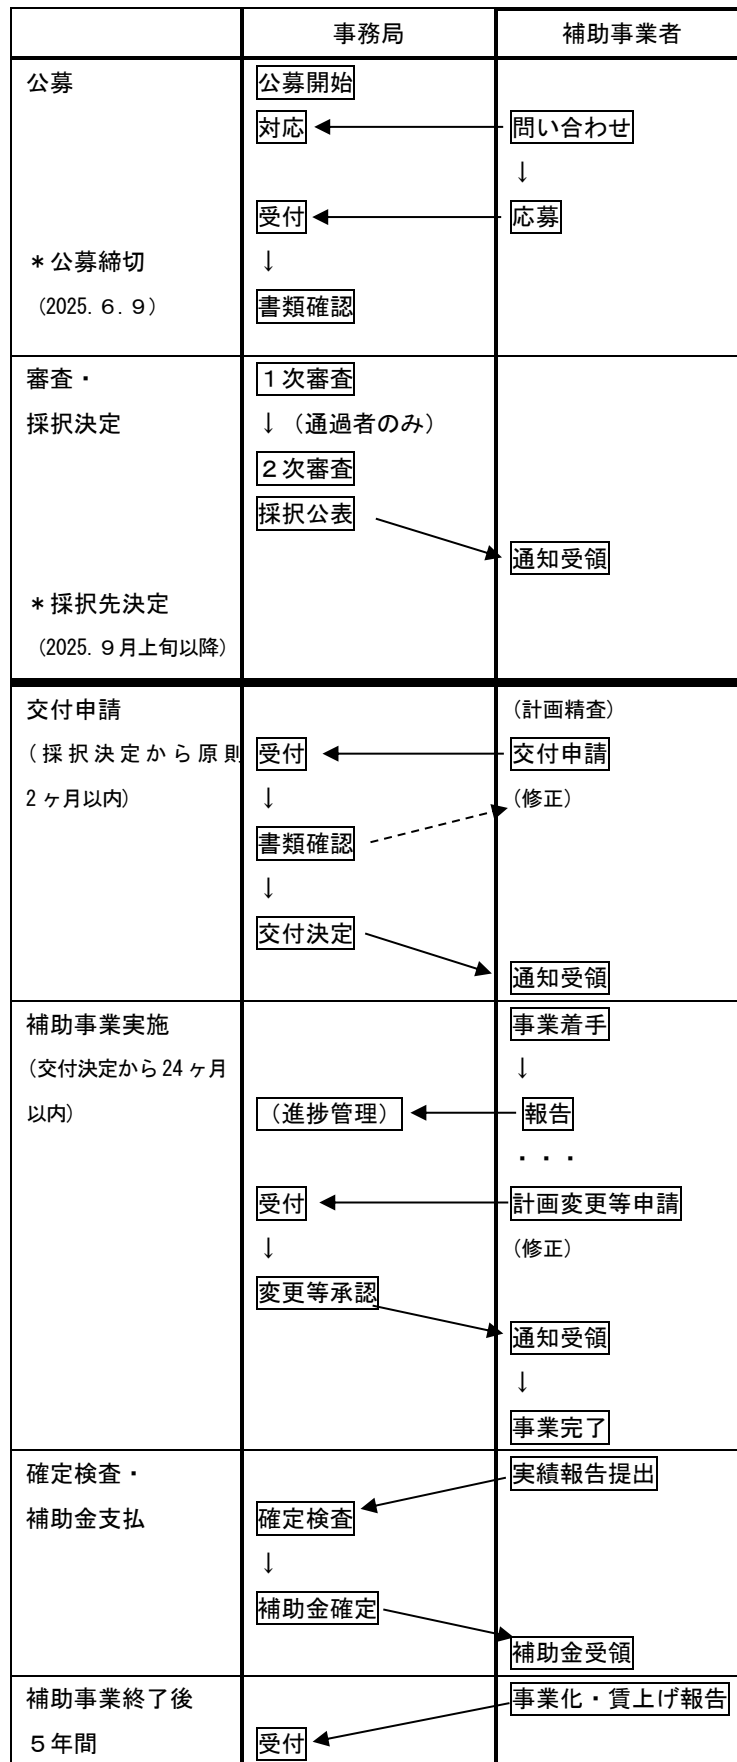 事務局 補助事業者
公募 公募開始
対応 問い合わせ
↓
受付 応募
＊公募締切 ↓
（2025.６.９） 書類確認
審査・ １次審査
採択決定 ↓（通過者のみ）
２次審査
採択公表
通知受領
＊採択先決定
（2025.９月上旬以降）
交付申請 （計画精査）
（採択決定から原則 受付 交付申請
2ヶ月以内） ↓ （修正）
書類確認
↓
交付決定
通知受領
補助事業実施 事業着手
（交付決定から24ヶ月 ↓
以内） （進捗管理） 報告
・・・
受付 計画変更等申請
↓ （修正）
変更等承認
通知受領
↓
事業完了
確定検査・ 実績報告提出
補助金支払 確定検査
↓
補助金確定
補助金受領
補助事業終了後 事業化・賃上げ報告
５年間 受付